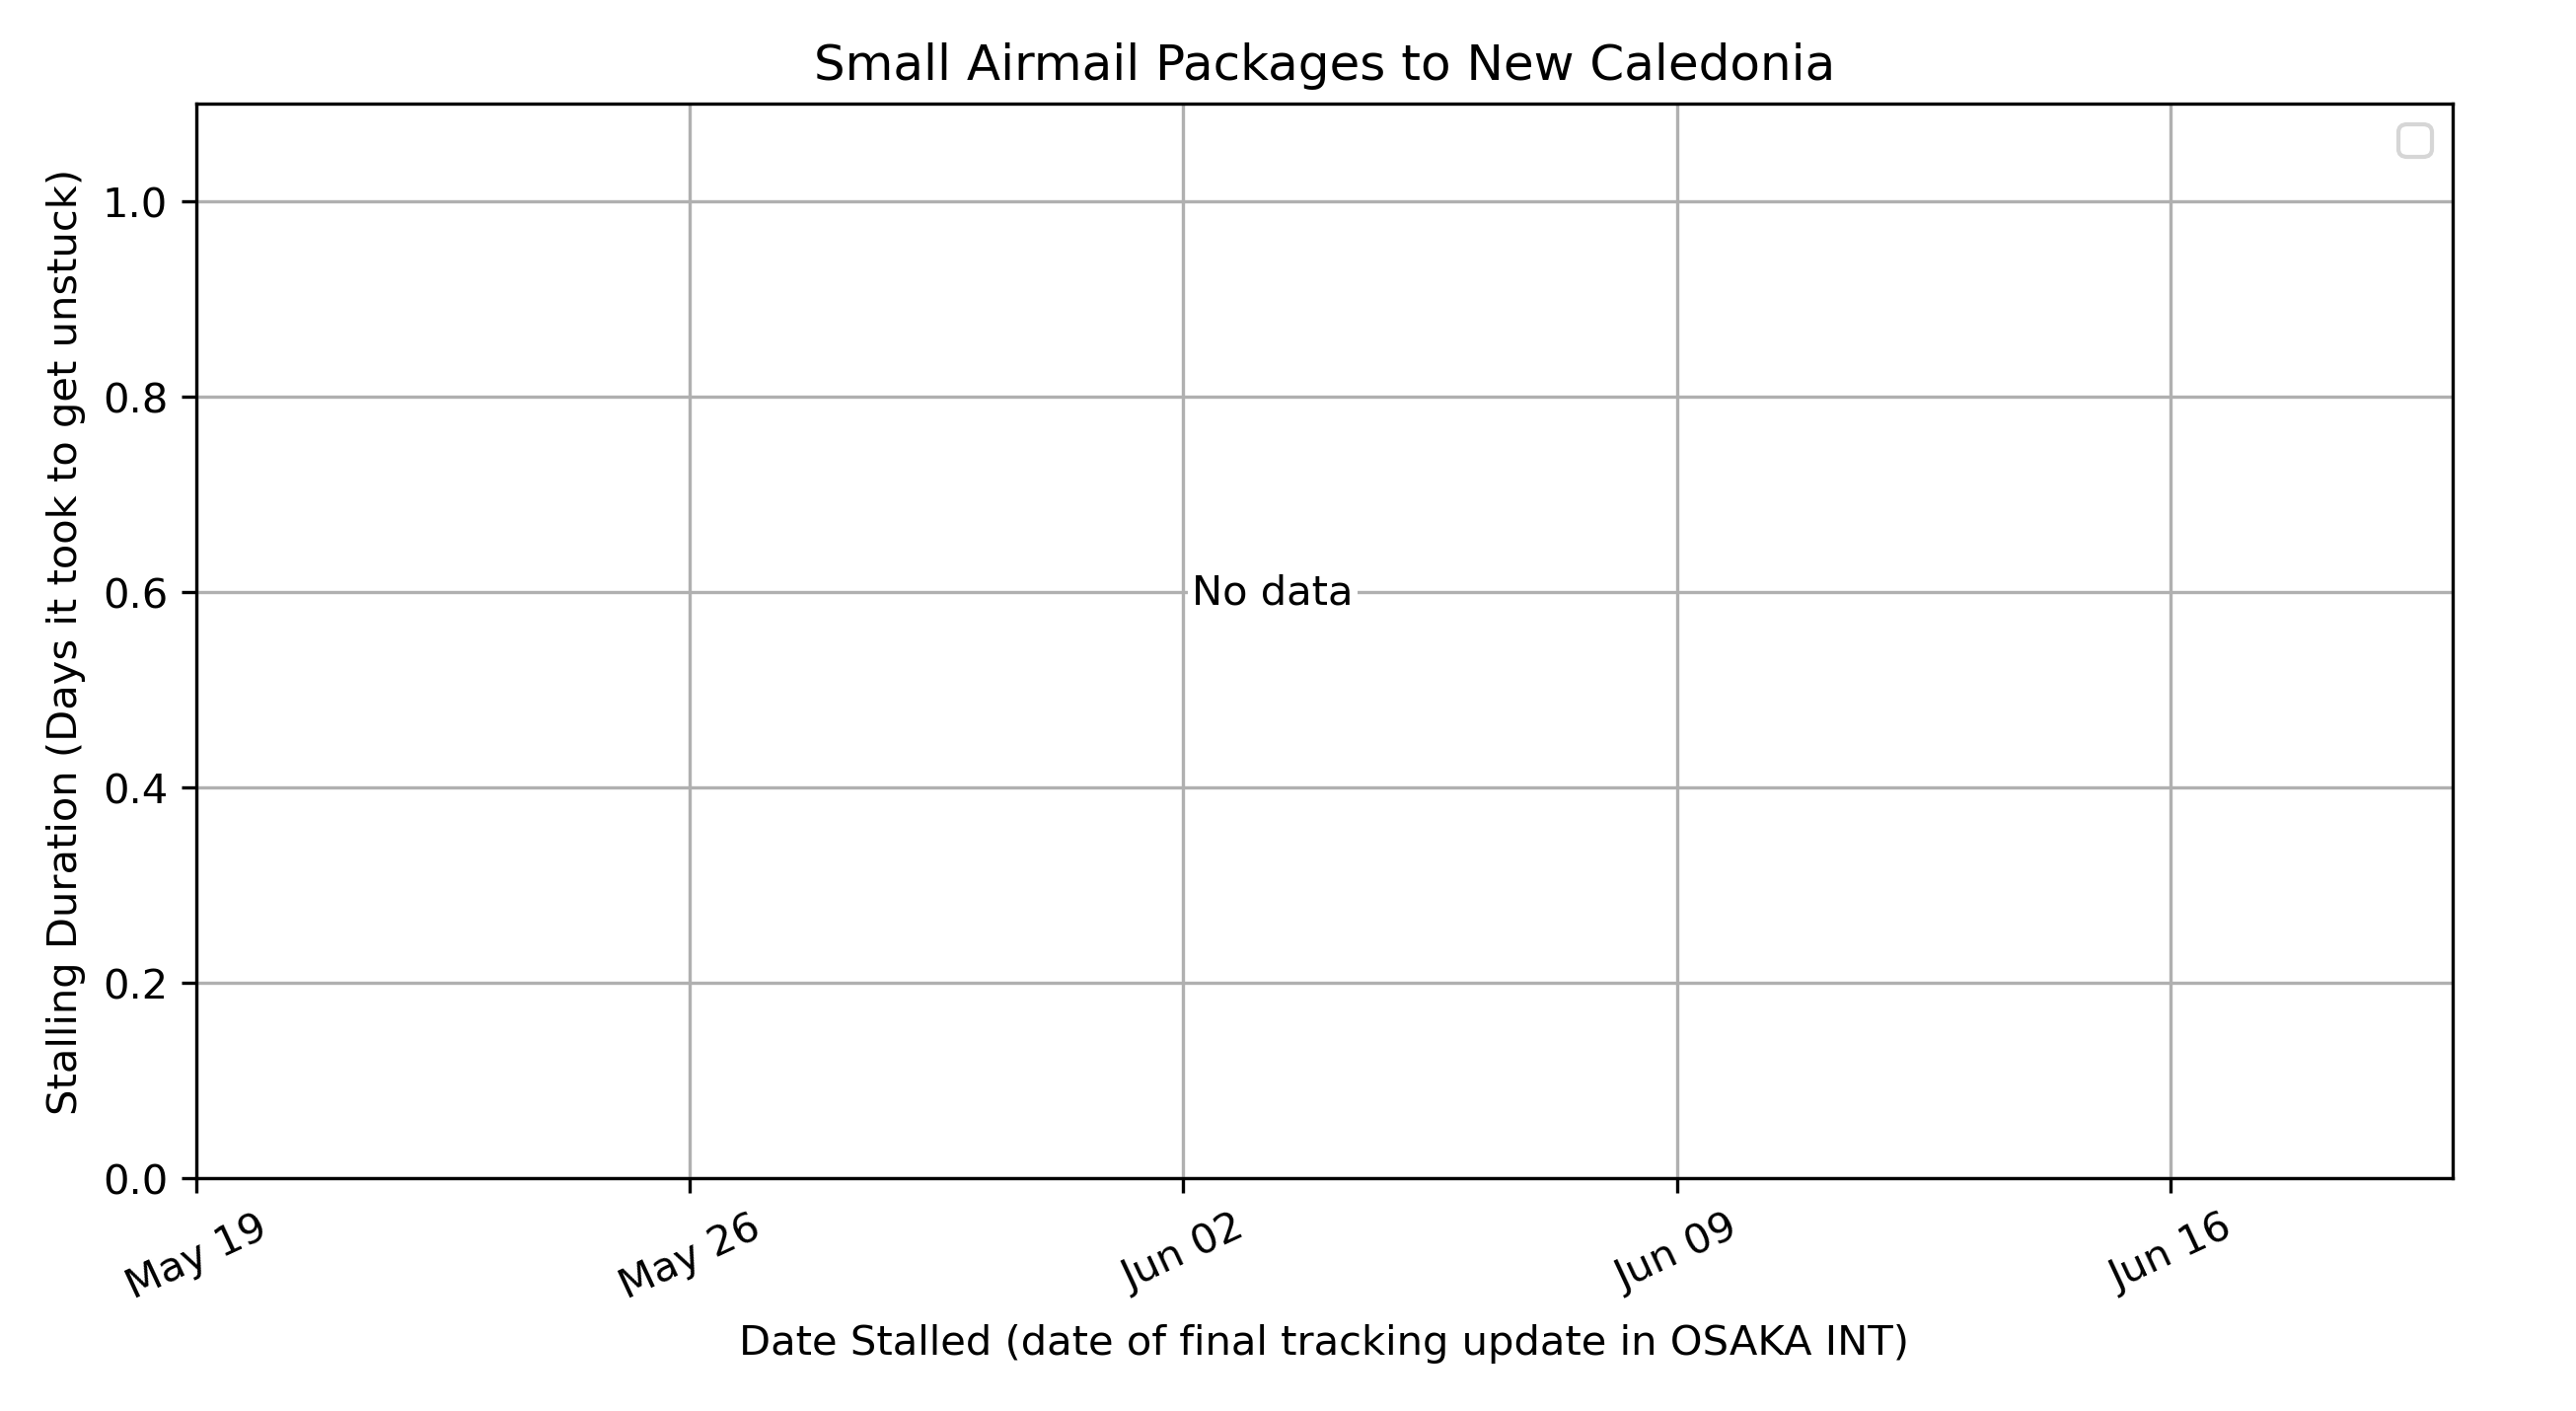 Small Airmail Packages to New Caledonia
Stalling Duration (Days it took to get unstuck)
1.0
0.8
0.6
0.4
0.2
0.0
No data
May 19
May 26
Jun 02
Jun 09
Jun 16
Date Stalled (date of final tracking update in OSAKA INT)